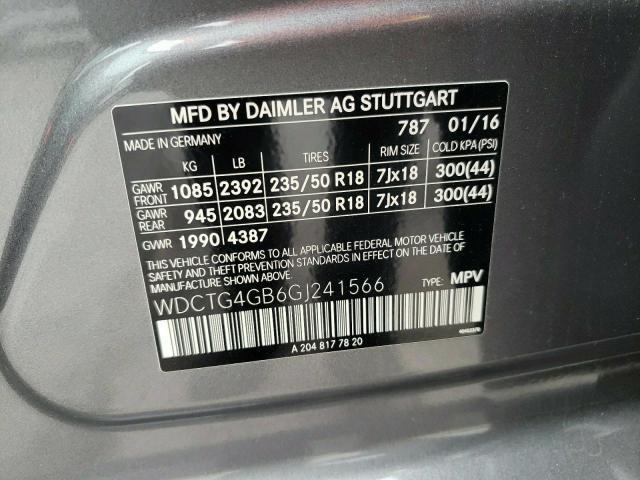 MFD BY DAIMLER AG STUTTGART
MADE IN GERMANY 787 01/16
KG LB TIRES RIM SIZE COLD KPA (PSI)
GAWR FRONT 1085 2392 235/50 R18 7Jx18 300(44)
GAWR REAR 945 2083 235/50 R18 7Jx18 300(44)
GVWR 1990 4387
THIS VEHICLE CONFORMS TO ALL APPLICABLE FEDERAL MOTOR VEHICLE
SAFETY AND THEFT PREVENTION STANDARDS IN EFFECT ON THE DATE OF
MANUFACTURE SHOWN ABOVE. TYPE: MPV
WDCTG4GB6GJ241566
A 204 817 78 20